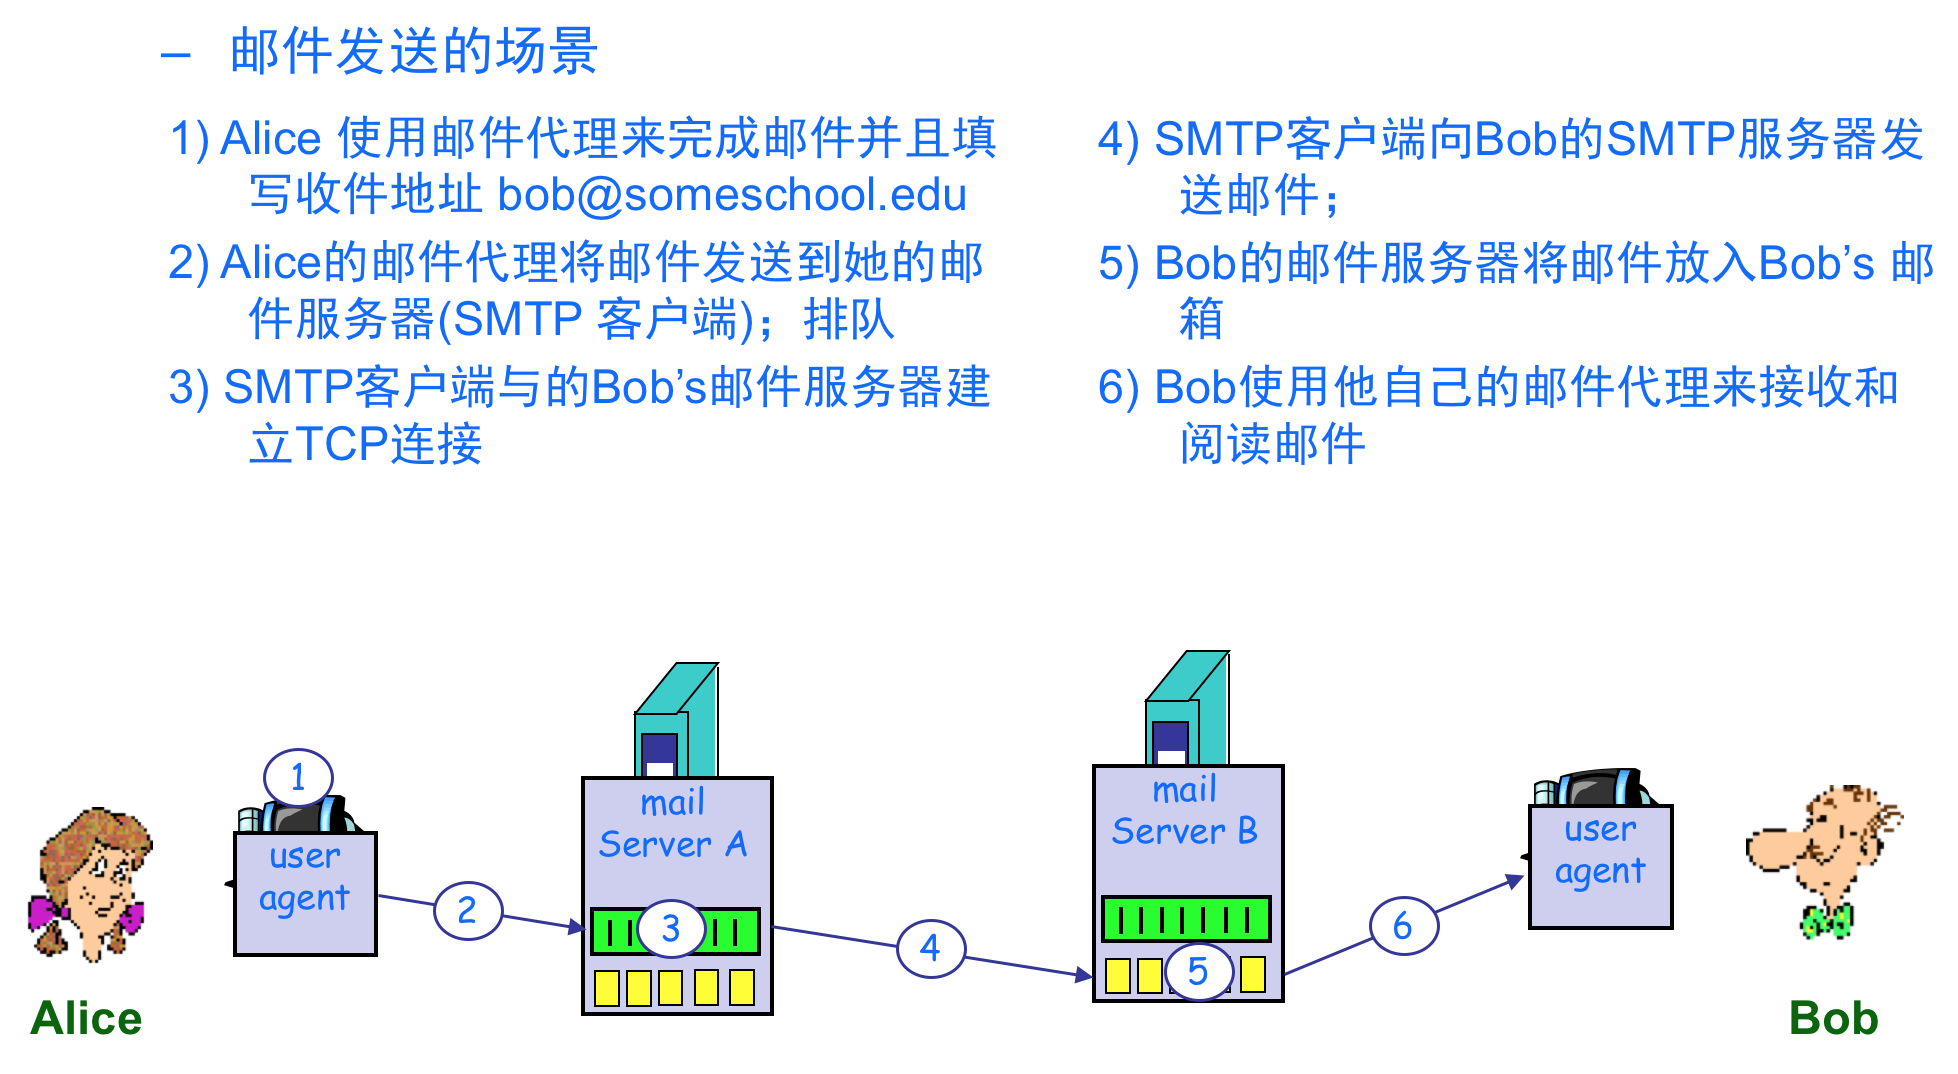 – 邮件发送的场景
1) Alice 使用邮件代理来完成邮件并且填
写收件地址 bob@someschool.edu
2) Alice的邮件代理将邮件发送到她的邮
件服务器(SMTP 客户端)；排队
3) SMTP客户端与的Bob’s邮件服务器建
立TCP连接
4) SMTP客户端向Bob的SMTP服务器发
送邮件；
5) Bob的邮件服务器将邮件放入Bob’s 邮
箱
6) Bob使用他自己的邮件代理来接收和
阅读邮件
1
user
agent
2
mail
Server A
3
4
mail
Server B
5
6
user
agent
Alice
Bob